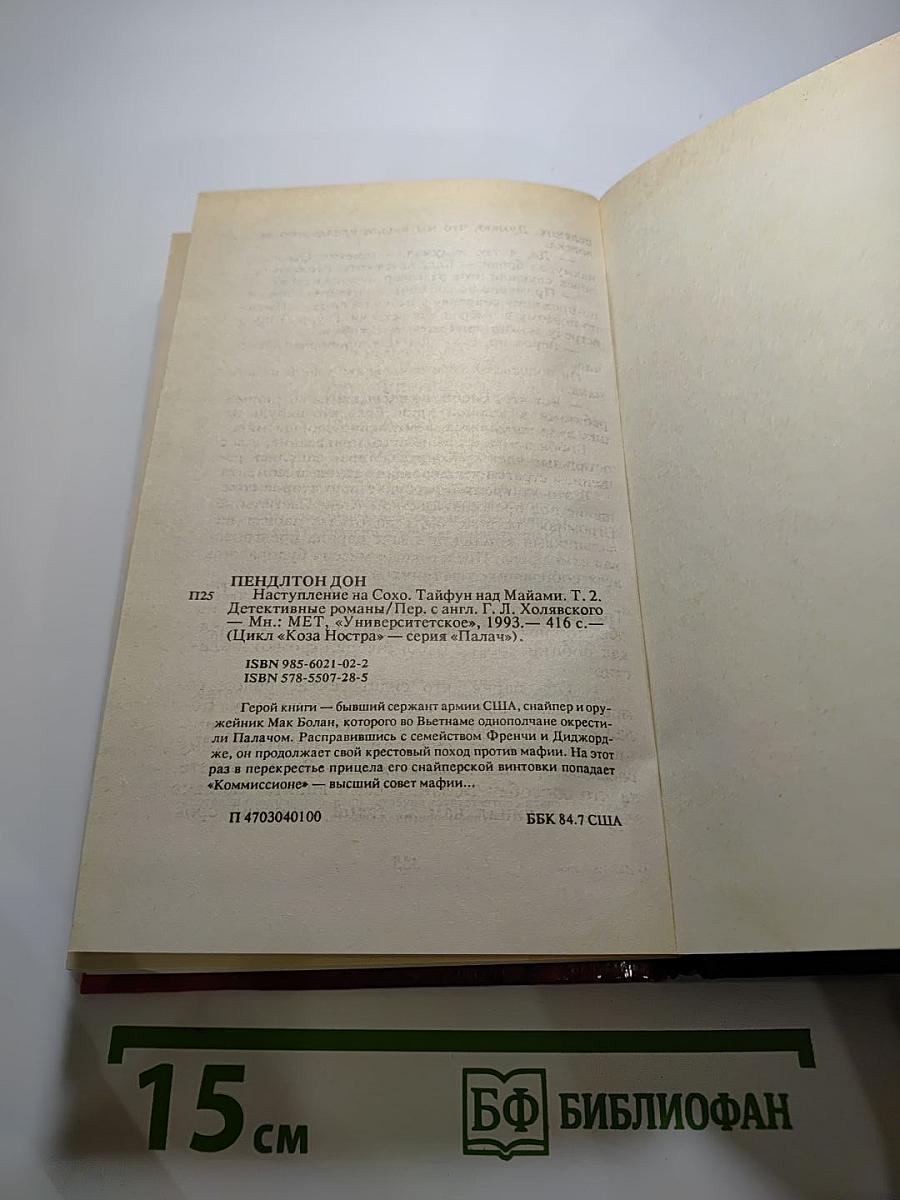 ПЕНДЛТОН ДОН
П25 Наступление на Сохо. Тайфун над Майами. Т. 2.
Детективные романы/Пер. с англ. Г. Л. Холявского
— Мн.: МЕТ, «Университетское», 1993.— 416 с.—
(Цикл «Коза Ностра» — серия «Палач»).
ISBN 985-6021-02-2
ISBN 578-5507-28-5
Герой книги — бывший сержант армии США, снайпер и ору-
жейник Мак Болан, которого во Вьетнаме однополчане окрести-
ли Палачом. Расправившись с семейством Френчи и Диджорд-
же, он продолжает свой крестовый поход против мафии. На этот
раз в перекрестье прицела его снайперской винтовки попадает
«Коммиссионе» — высший совет мафии...
П 4703040100 ББК 84.7 США
15 см БФ БИБЛИОФАН